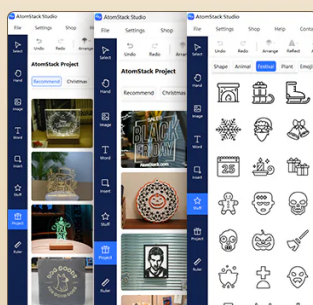 AtomStack Studio
File Settings Shop
Undo Redo Arrange
Select
AtomStack Project
Recommend Christmas
Hand
Image
Word
Insert
Stuff
Project
Ruler
AtomStack Studio
File Settings Shop
Undo Redo Arrange
Select
AtomStack Project
Recommend Christmas
Hand
Image
BLACK
FRIDAY
Word
Insert
Stuff
Project
Ruler
AtomStack Studio
File Settings Shop Help
Undo Redo Arrange Reflect
Select
Shape Animal Festival Plant Emoji
Hand
Image
Word
25
Insert
Stuff
Project
Ruler